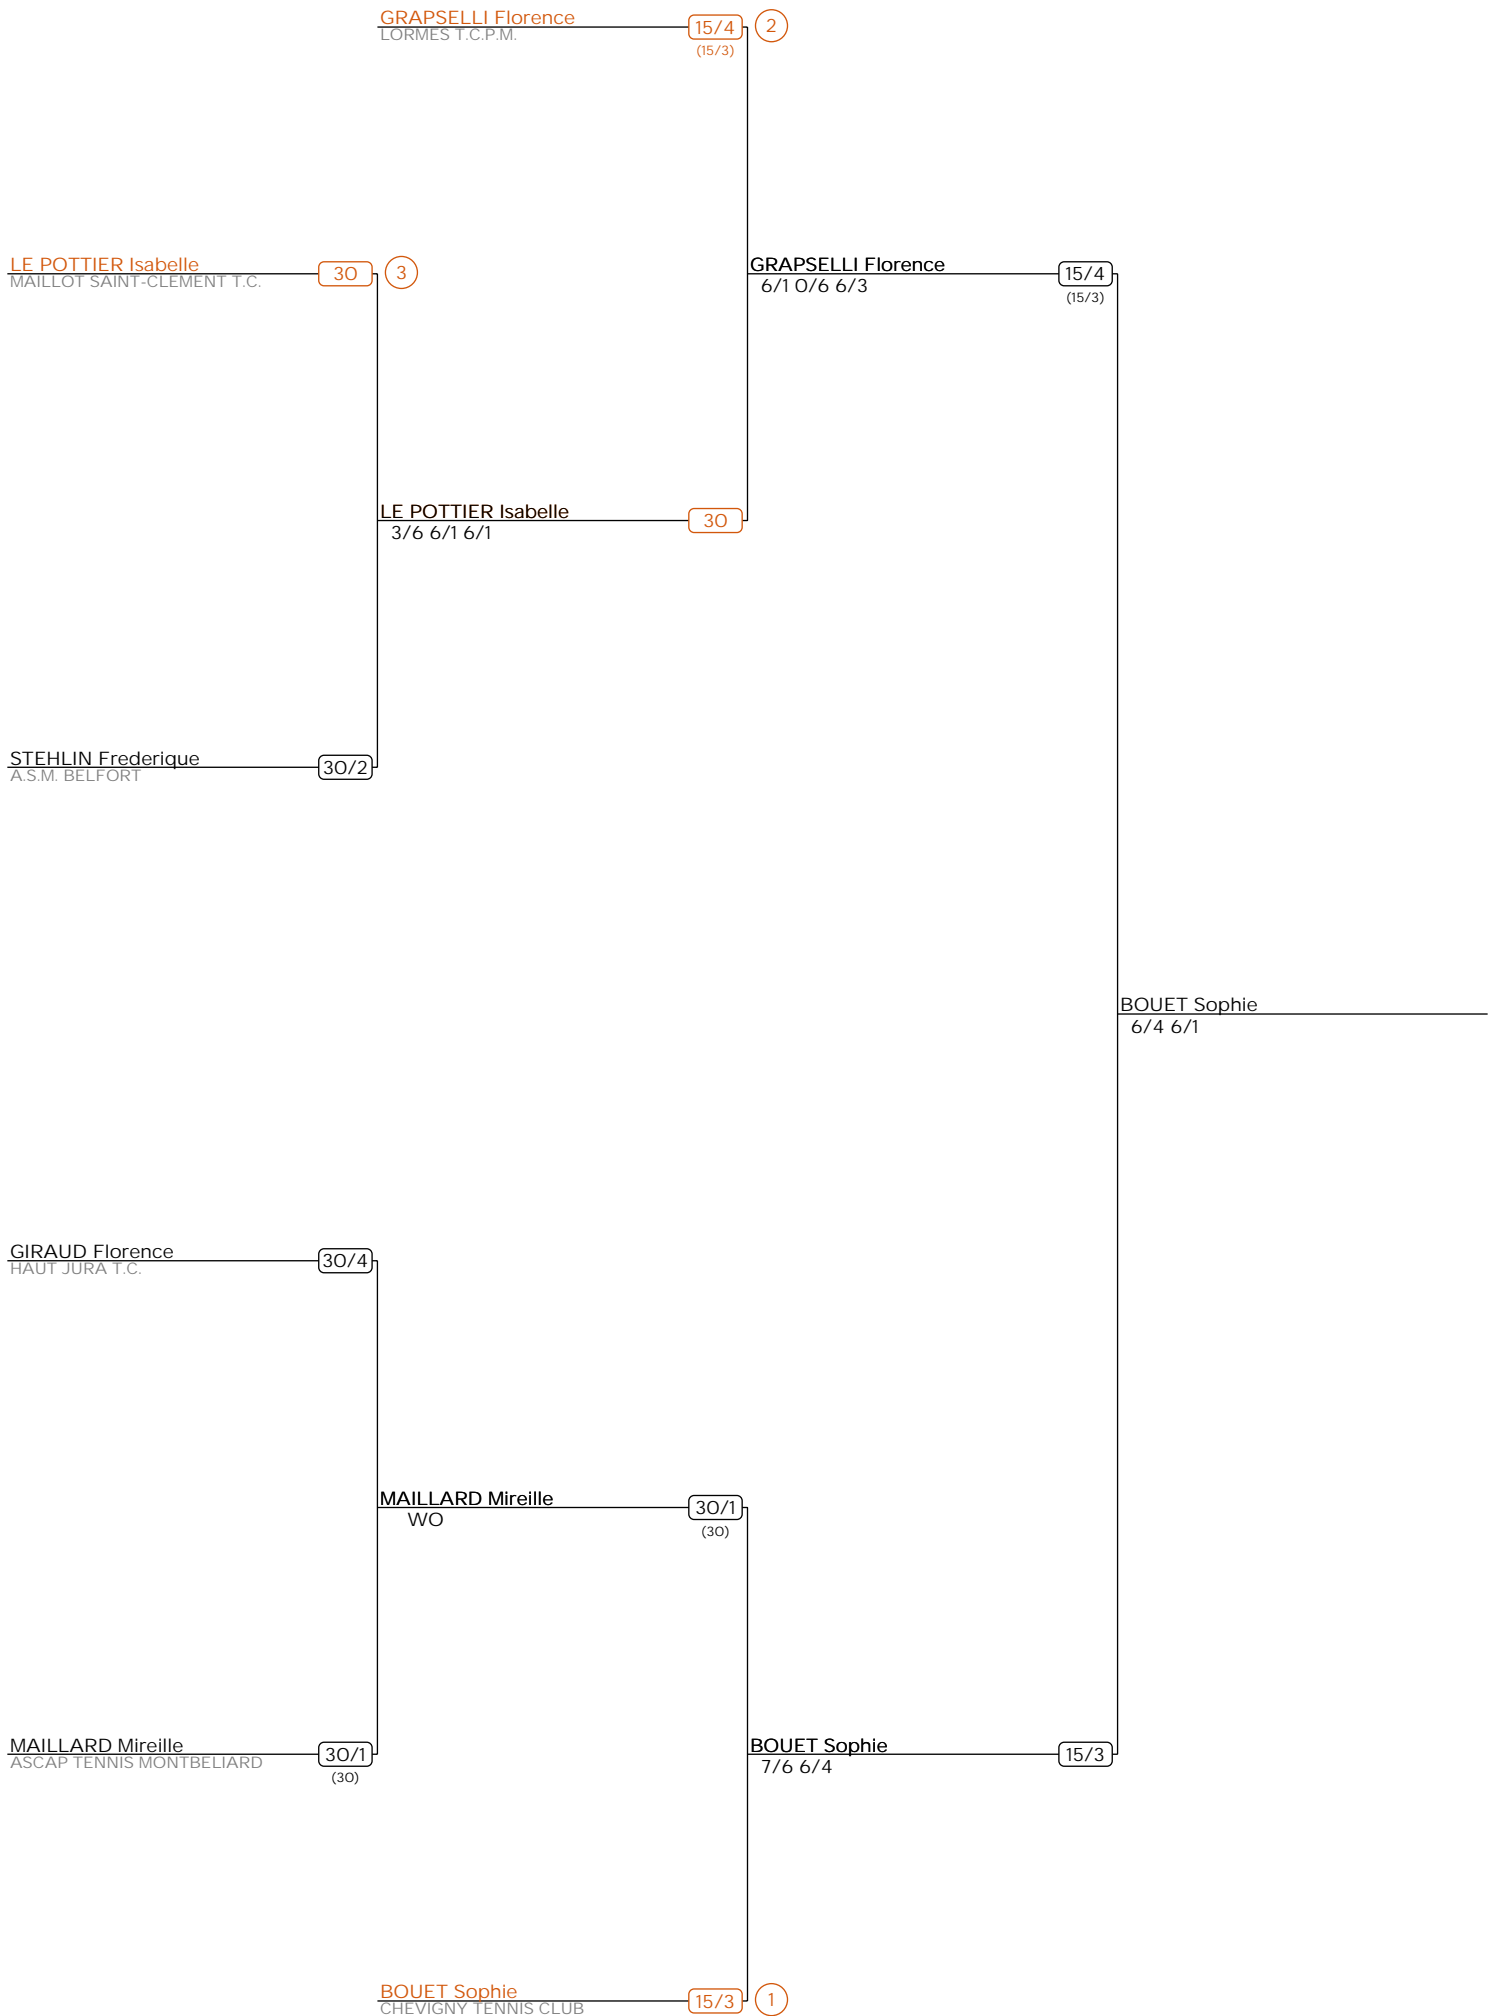 GRAPSELLI Florence
LORMES T.C.P.M.
15/4
(15/3)
2
LE POTTIER Isabelle
MAILLOT SAINT-CLEMENT T.C.
30
3
GRAPSELLI Florence
6/1 0/6 6/3
15/4
(15/3)
LE POTTIER Isabelle
3/6 6/1 6/1
30
STEHLIN Frederique
A.S.M. BELFORT
30/2
BOUET Sophie
6/4 6/1
GIRAUD Florence
HAUT JURA T.C.
30/4
MAILLARD Mireille
WO
30/1
(30)
MAILLARD Mireille
ASCAP TENNIS MONTBELIARD
30/1
(30)
BOUET Sophie
7/6 6/4
15/3
BOUET Sophie
CHEVIGNY TENNIS CLUB
15/3
1